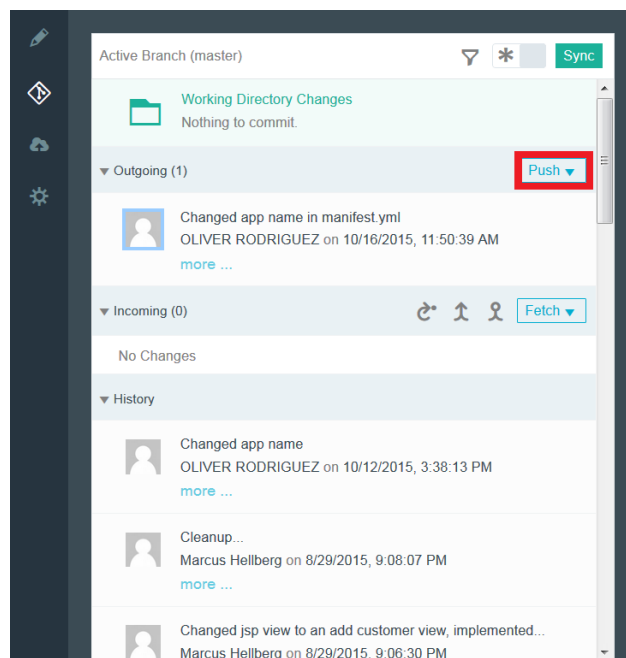 Active Branch (master)
Sync
Working Directory Changes
Nothing to commit.
Outgoing (1)
Push
Changed app name in manifest.yml
OLIVER RODRIGUEZ on 10/16/2015, 11:50:39 AM
more ...
Incoming (0)
Fetch
No Changes
History
Changed app name
OLIVER RODRIGUEZ on 10/12/2015, 3:38:13 PM
more ...
Cleanup...
Marcus Hellberg on 8/29/2015, 9:08:07 PM
more ...
Changed jsp view to an add customer view, implemented...
Marcus Hellberg on 8/29/2015, 9:06:30 PM